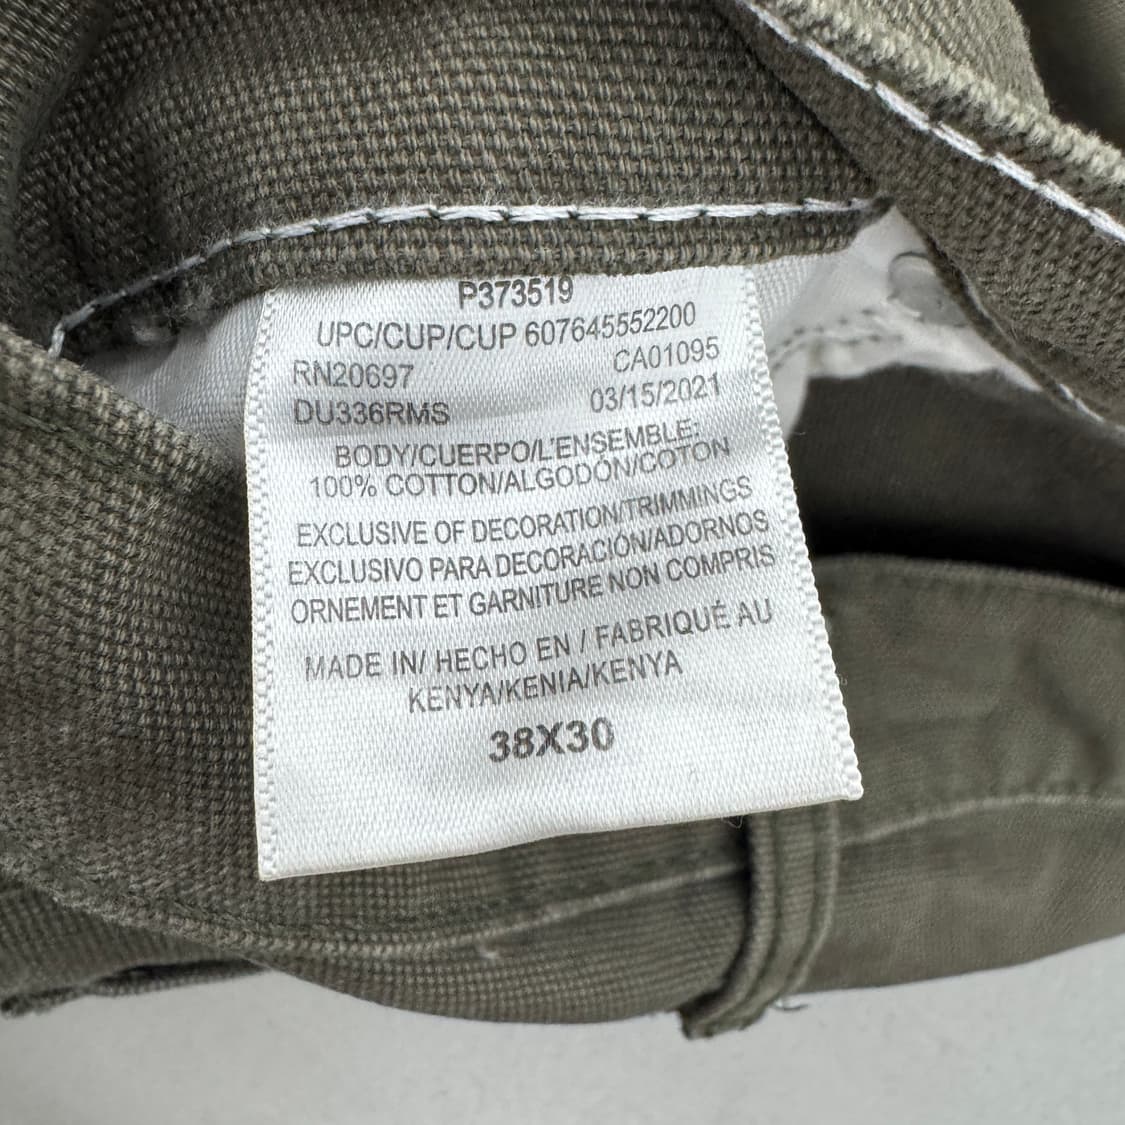 P373519
UPC/CUP/CUP 607645552200
RN20697 CA01095
DU336RMS 03/15/2021
BODY/CUERPO/L'ENSEMBLE:
100% COTTON/ALGODÓN/COTON
EXCLUSIVE OF DECORATION/TRIMMINGS
EXCLUSIVO PARA DECORACIÓN/ADORNOS
ORNEMENT ET GARNITURE NON COMPRIS
MADE IN/ HECHO EN / FABRIQUÉ AU
KENYA/KENIA/KENYA
38X30